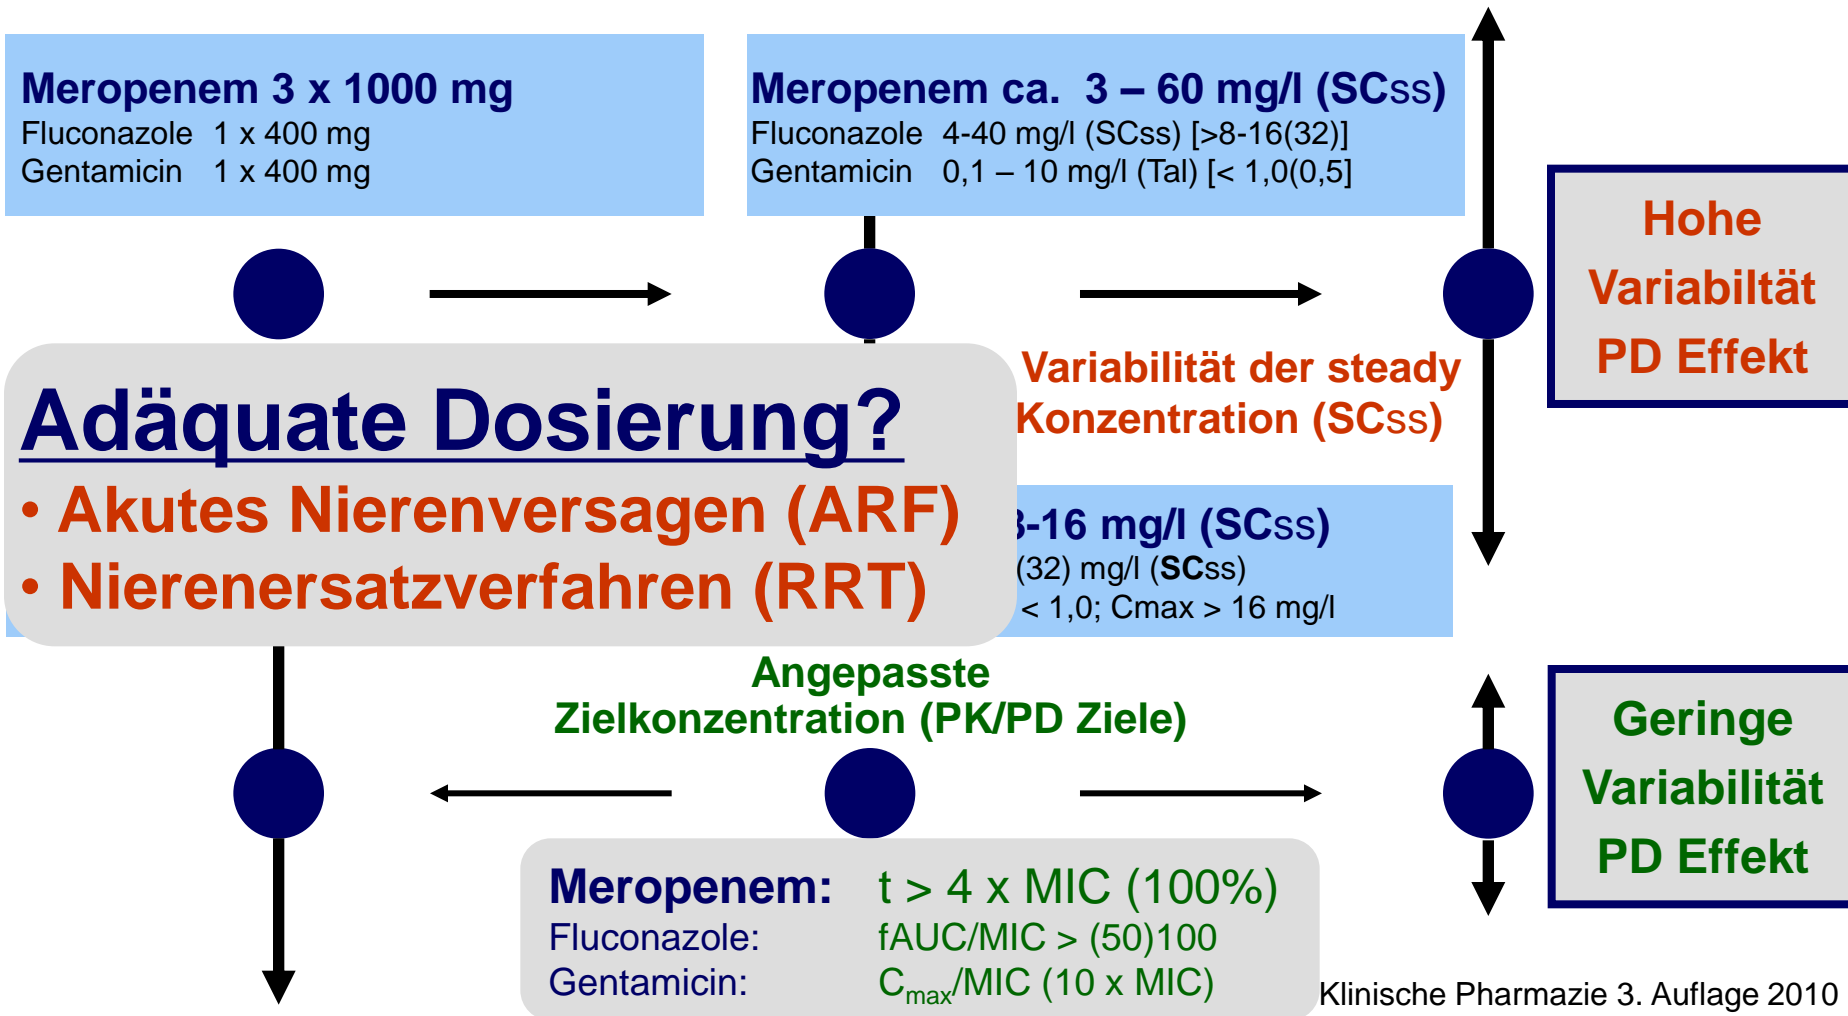 Meropenem 3 x 1000 mg
Fluconazole 1 x 400 mg
Gentamicin 1 x 400 mg
Meropenem ca. 3 – 60 mg/l (SCss)
Fluconazole 4-40 mg/l (SCss) [>8-16(32)]
Gentamicin 0,1 – 10 mg/l (Tal) [< 1,0(0,5]
Hohe
Variabiltät
PD Effekt
Variabilität der steady
Konzentration (SCss)
Adäquate Dosierung?
• Akutes Nierenversagen (ARF)
• Nierenersatzverfahren (RRT)
-16 mg/l (SCss)
(32) mg/l (SCss)
< 1,0; Cmax > 16 mg/l
Angepasste
Zielkonzentration (PK/PD Ziele)
Geringe
Variabilität
PD Effekt
Meropenem: t > 4 x MIC (100%)
Fluconazole: fAUC/MIC > (50)100
Gentamicin: Cmax/MIC (10 x MIC)
Klinische Pharmazie 3. Auflage 2010